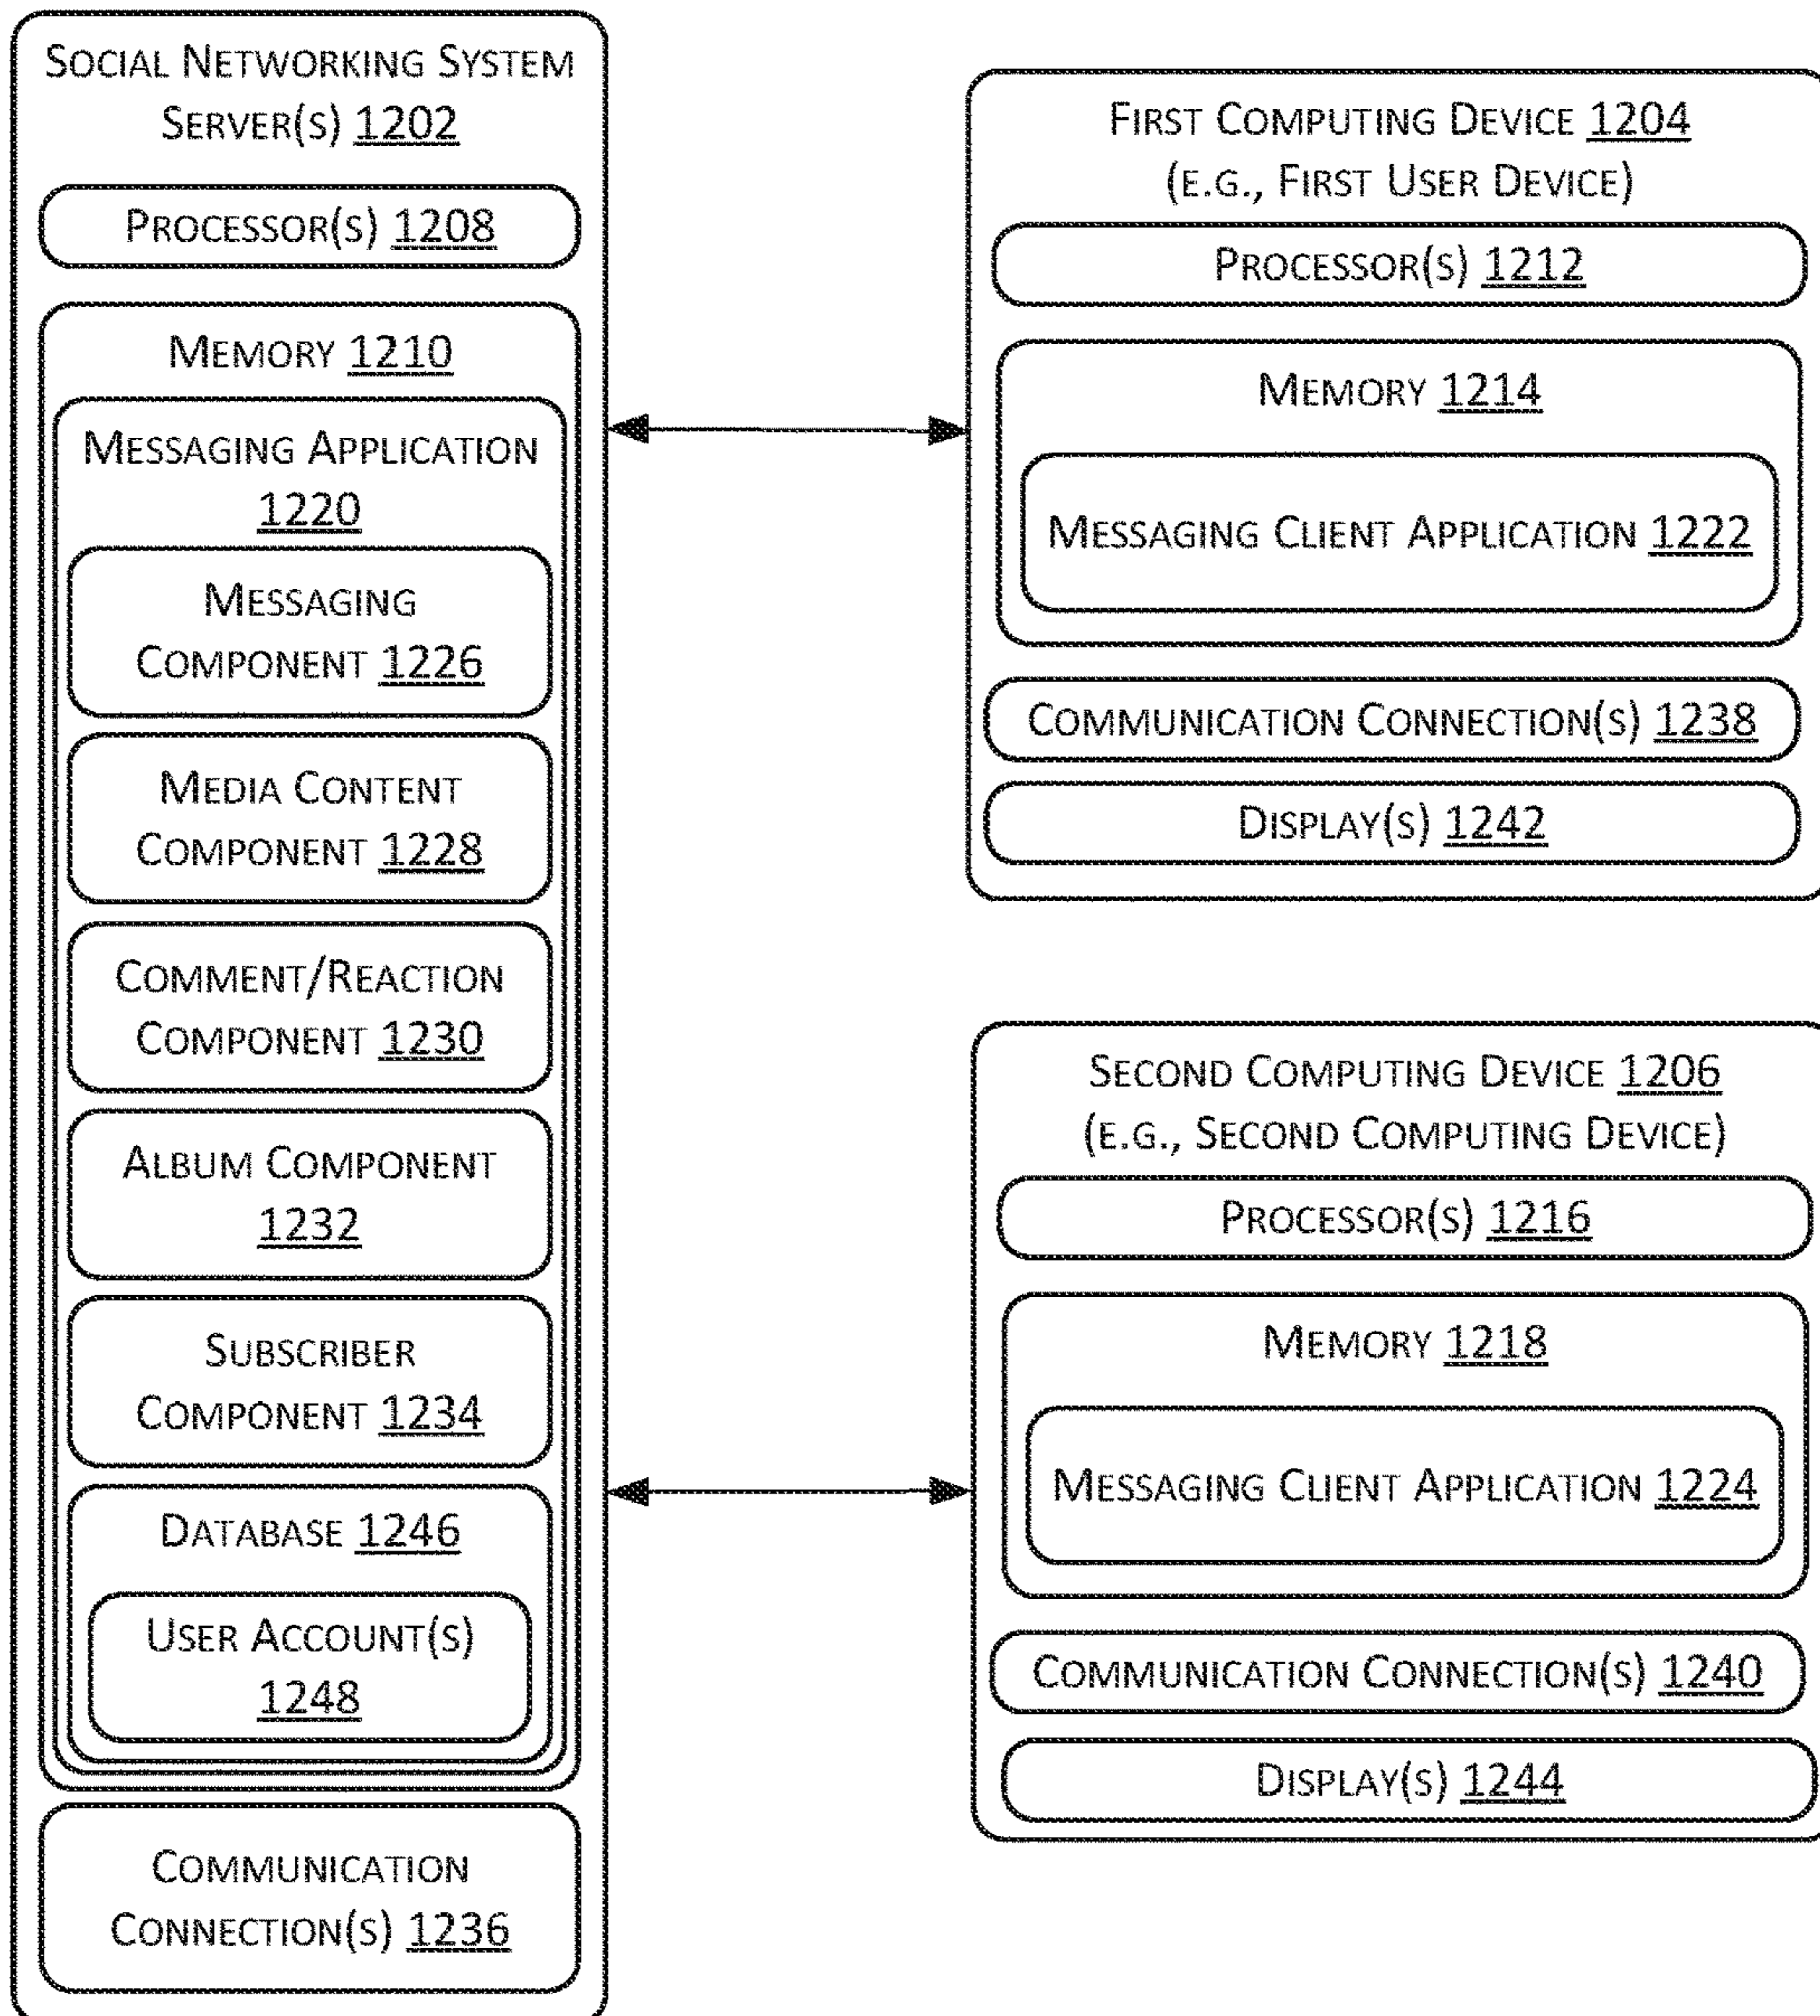 Social Networking System
Server(s) 1202
Processor(s) 1208
Memory 1210
Messaging Application
1220
Messaging
Component 1226
Media Content
Component 1228
Comment/Reaction
Component 1230
Album Component
1232
Subscriber
Component 1234
Database 1246
User Account(s)
1248
Communication
Connection(s) 1236
First Computing Device 1204
(e.g., First User Device)
Processor(s) 1212
Memory 1214
Messaging Client Application 1222
Communication Connection(s) 1238
Display(s) 1242
Second Computing Device 1206
(e.g., Second Computing Device)
Processor(s) 1216
Memory 1218
Messaging Client Application 1224
Communication Connection(s) 1240
Display(s) 1244